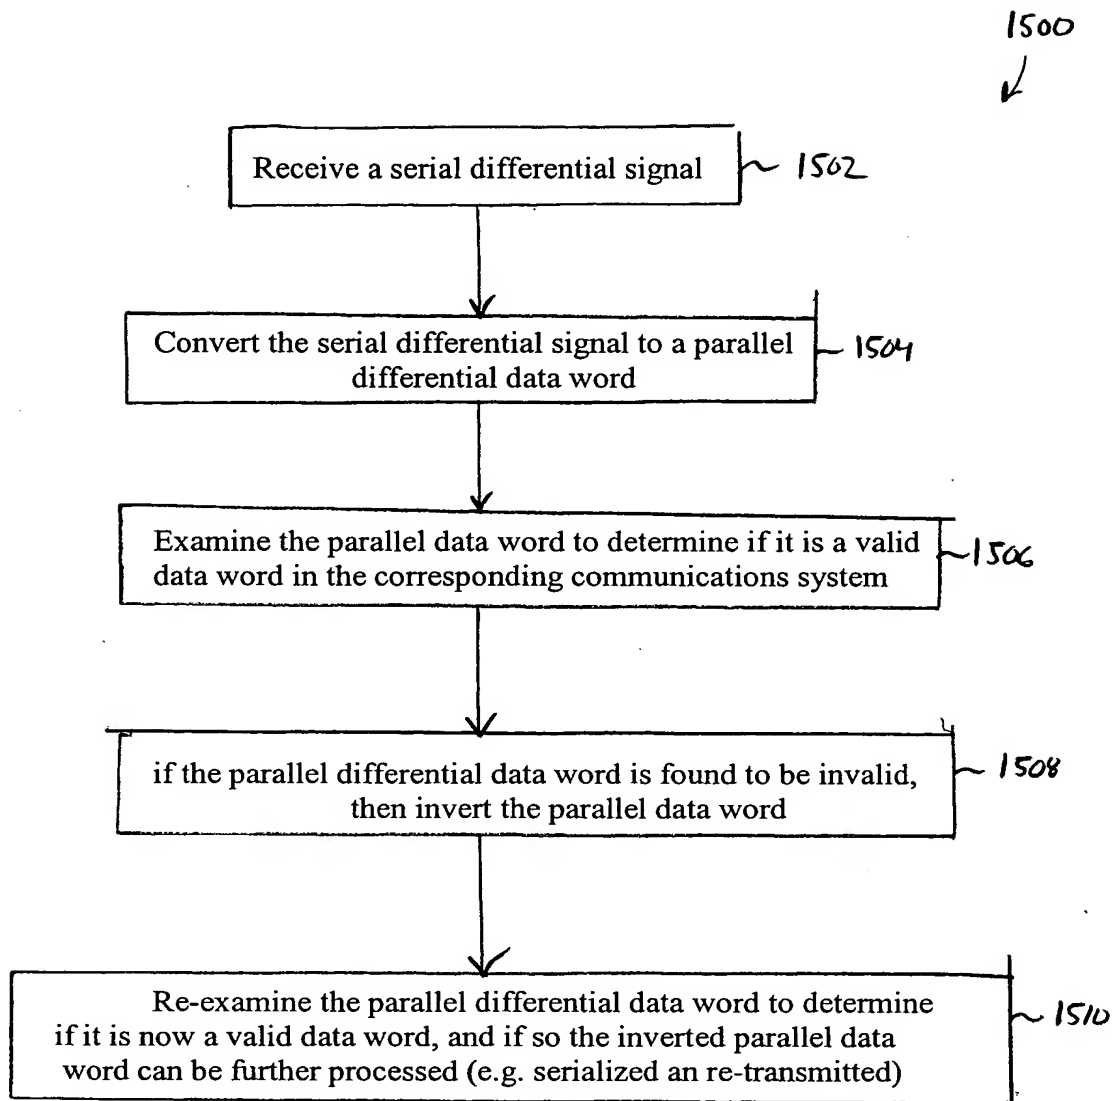 1500
Receive a serial differential signal
1502
Convert the serial differential signal to a parallel
differential data word
1504
Examine the parallel data word to determine if it is a valid
data word in the corresponding communications system
1506
if the parallel differential data word is found to be invalid,
then invert the parallel data word
1508
Re-examine the parallel differential data word to determine
if it is now a valid data word, and if so the inverted parallel data
word can be further processed (e.g. serialized an re-transmitted)
1510